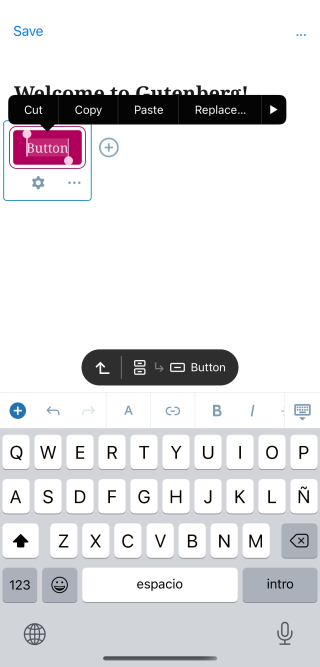 Save ...
Welcome to Gutenberg!
Cut Copy Paste Replace...
Button
Button
A B I
Q W E R T Y U I O P
A S D F G H J K L Ñ
Z X C V B N M
123 espacio intro